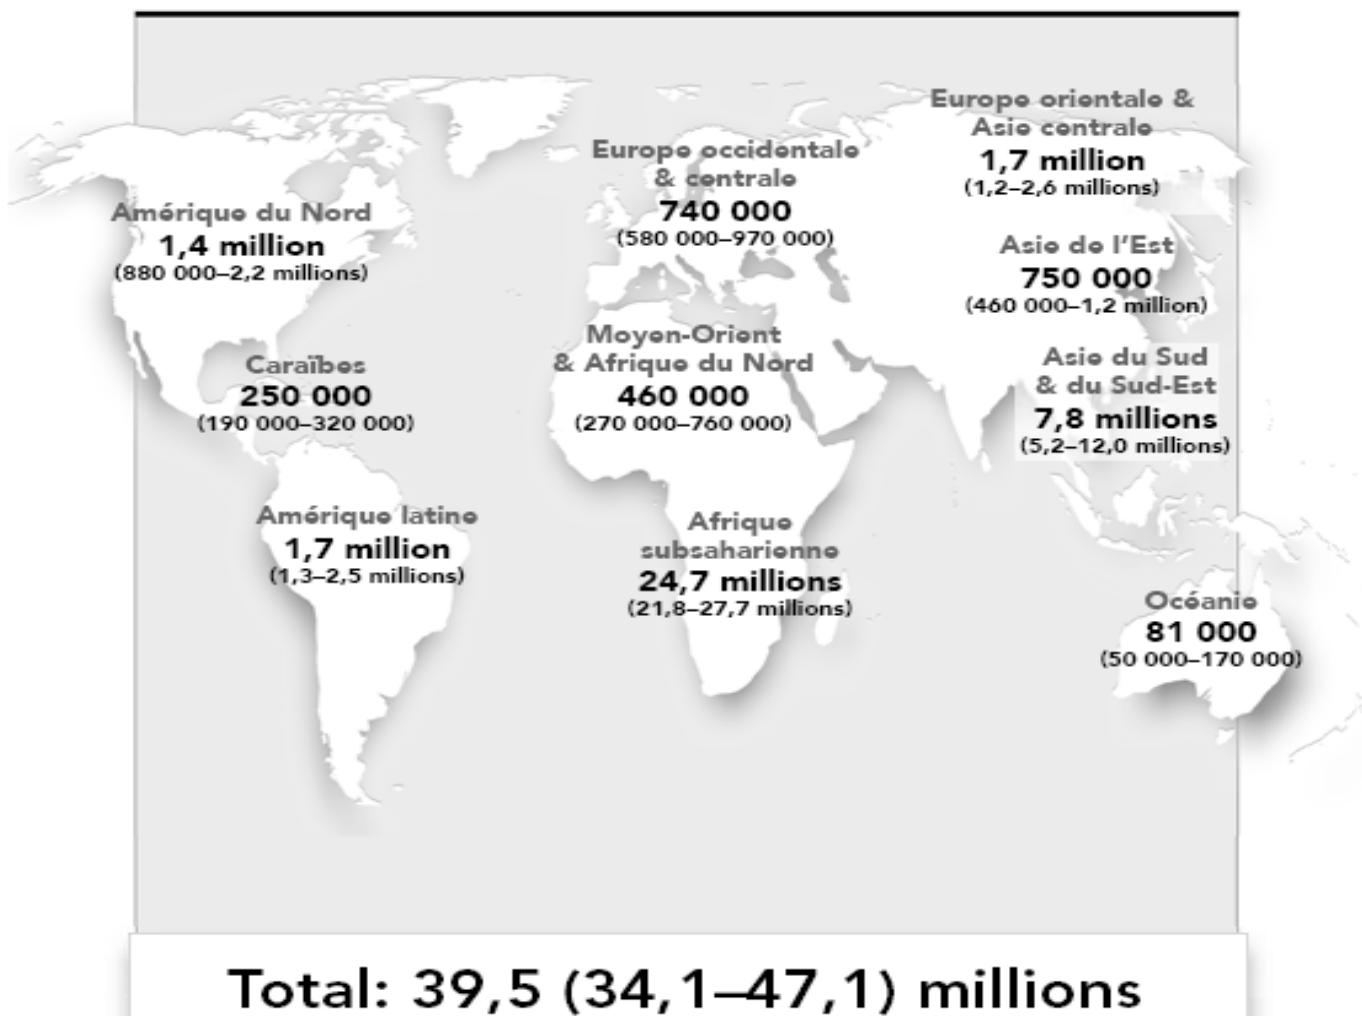 Europe orientale &
Asie centrale
1,7 million
(1,2–2,6 millions)
Europe occidentale
& centrale
740 000
(580 000–970 000)
Amérique du Nord
1,4 million
(880 000–2,2 millions)
Asie de l'Est
750 000
(460 000–1,2 million)
Moyen-Orient
& Afrique du Nord
460 000
(270 000–760 000)
Caraïbes
250 000
(190 000–320 000)
Asie du Sud
& du Sud-Est
7,8 millions
(5,2–12,0 millions)
Amérique latine
1,7 million
(1,3–2,5 millions)
Afrique
subsaharienne
24,7 millions
(21,8–27,7 millions)
Océanie
81 000
(50 000–170 000)
Total: 39,5 (34,1–47,1) millions